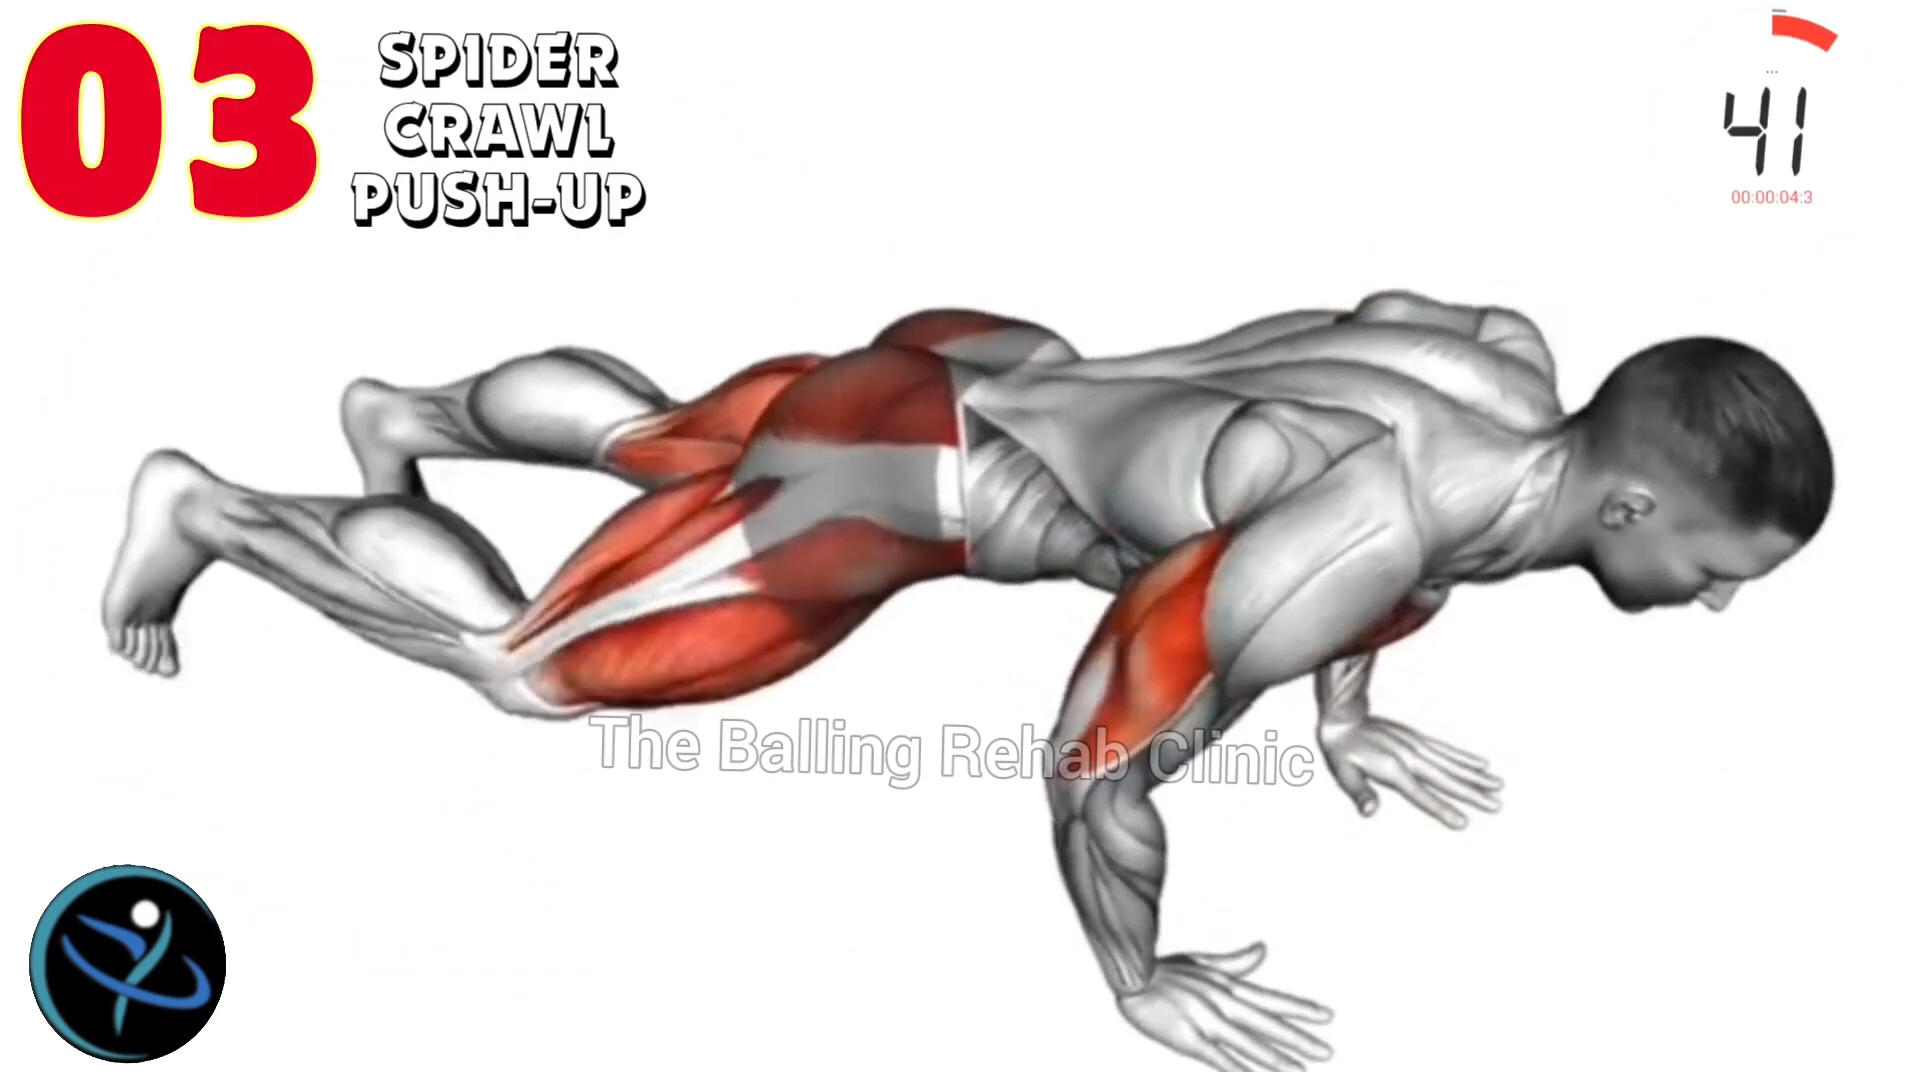 03
SPIDER
CRAWL
PUSH-UP
41
00:00:04:3
The Balling Rehab Clinic